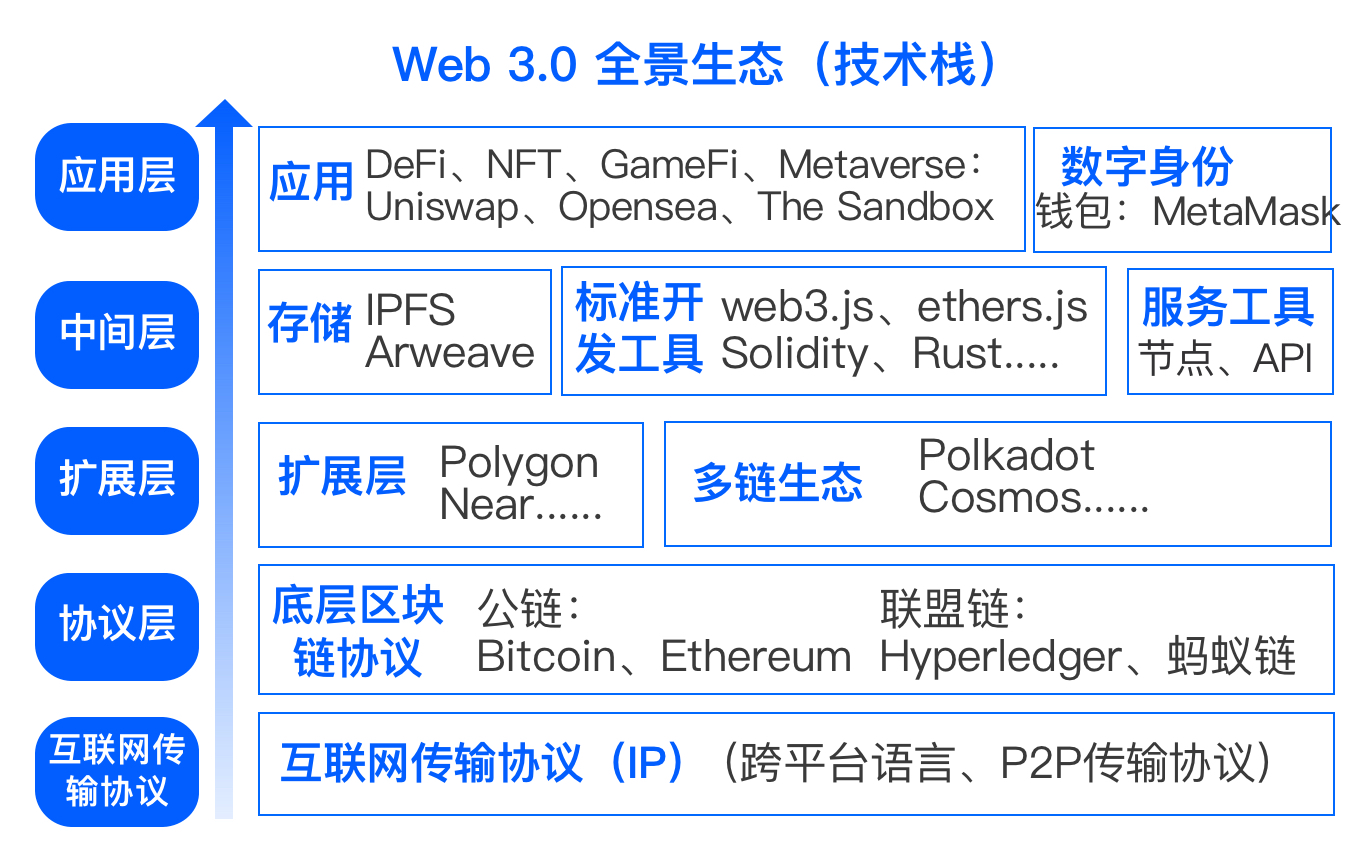 Web 3.0 全景生态（技术栈）
应用层
应用
DeFi、NFT、GameFi、Metaverse：
Uniswap、Opensea、The Sandbox
数字身份
钱包：MetaMask
中间层
存储
IPFS
Arweave
标准开
发工具
web3.js、ethers.js
Solidity、Rust.....
服务工具
节点、API
扩展层
扩展层
Polygon
Near......
多链生态
Polkadot
Cosmos......
协议层
底层区块
链协议
公链：
Bitcoin、Ethereum
联盟链：
Hyperledger、蚂蚁链
互联网传
输协议
互联网传输协议（IP）（跨平台语言、P2P传输协议）